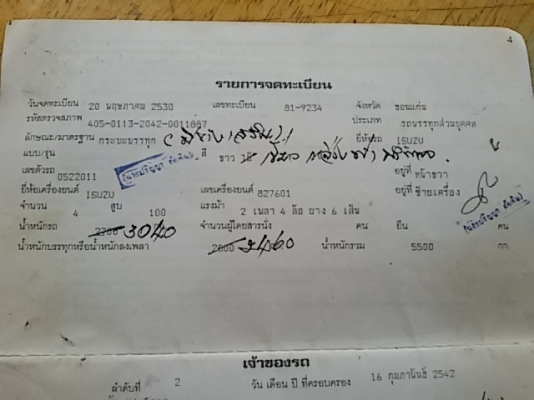 4
รายการจดทะเบียน
วันจดทะเบียน 20 พฤษภาคม 2530 เลขทะเบียน 81-9234 จังหวัด ขอนแก่น
รหัสตรวจสภาพ 405-0113-2042-0011887 ประเภท รถบรรทุกส่วนบุคคล
ลักษณะ/มาตรฐาน กระบะบรรทุก ยี่ห้อรถ ISUZU
แบบ/รุ่น สี ขาว
เลขตัวรถ 0522011 อยู่ที่ หน้าขวา
ยี่ห้อเครื่องยนต์ ISUZU เลขเครื่องยนต์ 827601 อยู่ที่ ซ้ายเครื่อง
จำนวน 4 สูบ 100 แรงม้า 2 เพลา 4 ล้อ ยาง 6 เส้น
น้ำหนักรถ 3040 จำนวนผู้โดยสารนั่ง คน ยืน คน
น้ำหนักบรรทุกหรือน้ำหนักลงเพลา 2460 น้ำหนักรวม 5500 กก
เจ้าของรถ
ลำดับที่ 2 วัน เดือน ปี ที่ครอบครอง 16 กุมภาพันธ์ 2542